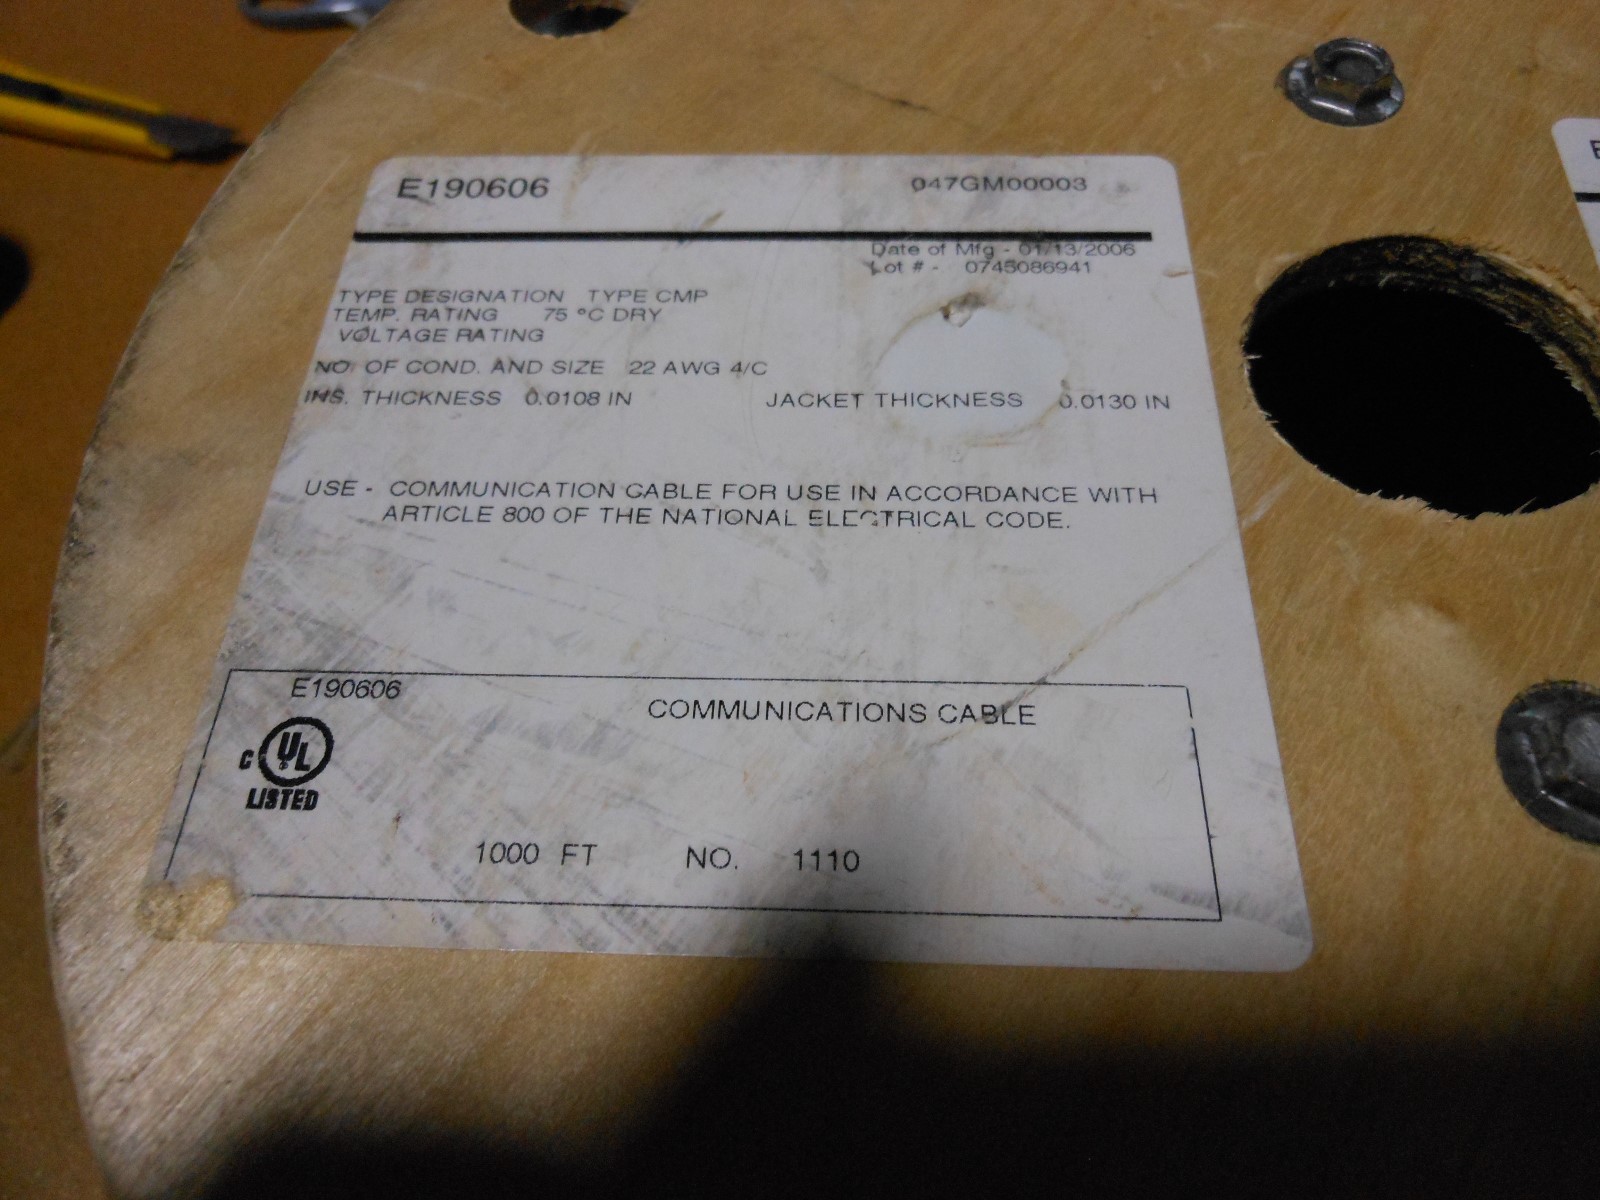 E190606 047GM00003
Date of Mfg - 01/13/2006
Lot # - 0745086941
TYPE DESIGNATION TYPE CMP
TEMP. RATING 75 °C DRY
VOLTAGE RATING
NO. OF COND. AND SIZE 22 AWG 4/C
INS. THICKNESS 0.0108 IN JACKET THICKNESS 0.0130 IN
USE - COMMUNICATION CABLE FOR USE IN ACCORDANCE WITH
ARTICLE 800 OF THE NATIONAL ELECTRICAL CODE.
E190606
COMMUNICATIONS CABLE
C UL
LISTED
1000 FT NO. 1110